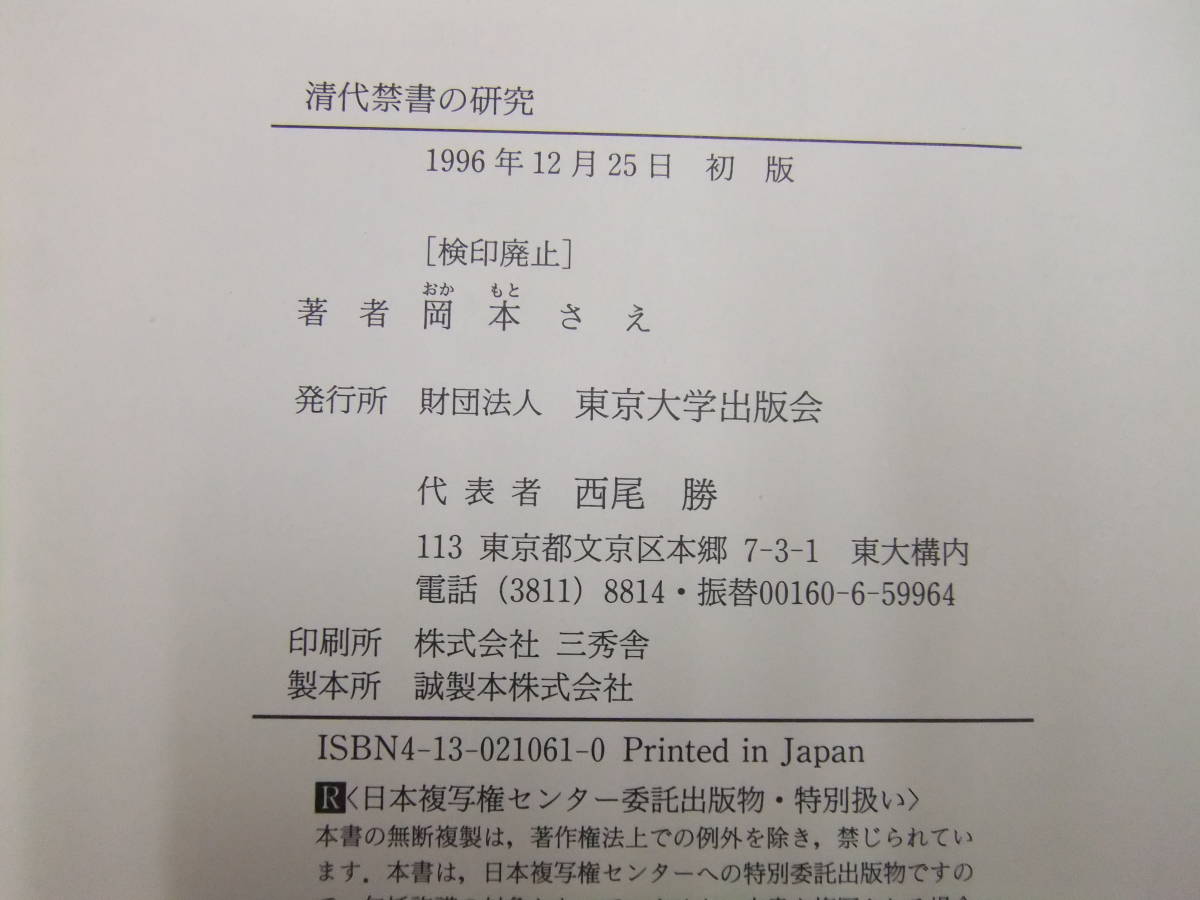 清代禁書の研究
1996年12月25日 初 版
［検印廃止］
おか もと
著 者 岡 本 さ え
発行所 財団法人 東京大学出版会
代 表 者 西尾 勝
113 東京都文京区本郷 7-3-1 東大構内
電話（3811）8814・振替00160-6-59964
印刷所 株式会社 三秀舎
製本所 誠製本株式会社
ISBN4-13-021061-0 Printed in Japan
R〈日本複写権センター委託出版物・特別扱い〉
本書の無断複製は，著作権法上での例外を除き，禁じられてい
ます．本書は，日本複写権センターへの特別委託出版物ですの